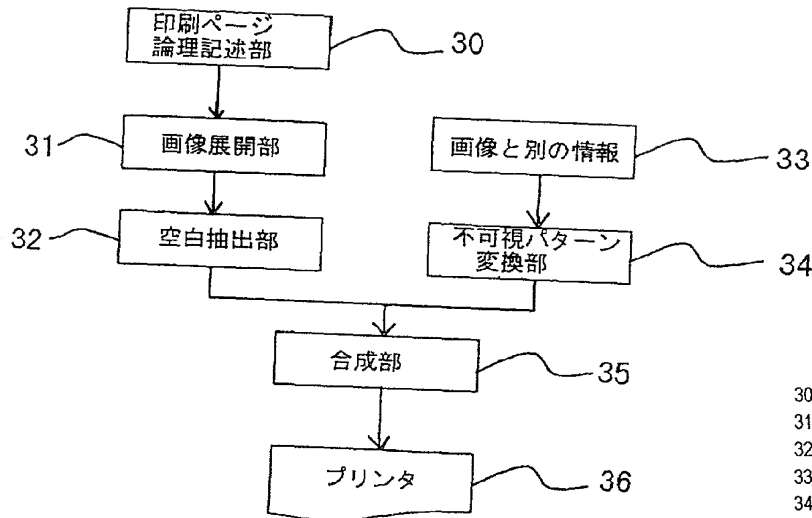 印刷ページ
論理記述部
30
31
画像展開部
画像と別の情報
33
32
空白抽出部
不可視パターン
変換部
34
合成部
35
プリンタ
36
30
31
32
33
34